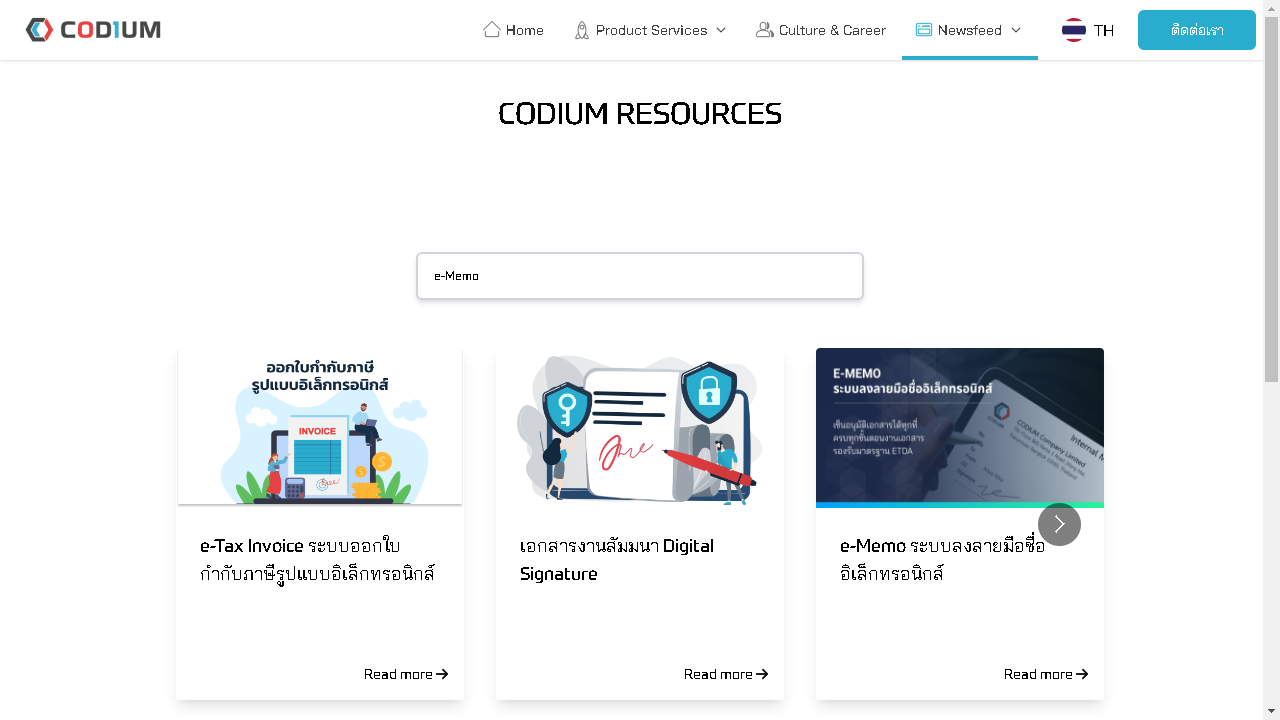 CODIUM
Home
Product Services
Culture & Career
Newsfeed
TH
ติดต่อเรา
CODIUM RESOURCES
e-Memo
ออกใบกำกับภาษี
รูปแบบอิเล็กทรอนิกส์
INVOICE
e-Tax Invoice ระบบออกใบ
กำกับภาษีรูปแบบอิเล็กทรอนิกส์
Read more
เอกสารงานสัมมนา Digital
Signature
Read more
E-MEMO
ระบบลงลายมือชื่ออิเล็กทรอนิกส์
เซ็นอนุมัติเอกสารได้ทุกที่
ครบทุกขั้นตอนงานเอกสาร
รองรับมาตรฐาน ETDA
CODIUM Company Limited
Internal M
e-Memo ระบบลงลายมือชื่อ
อิเล็กทรอนิกส์
Read more